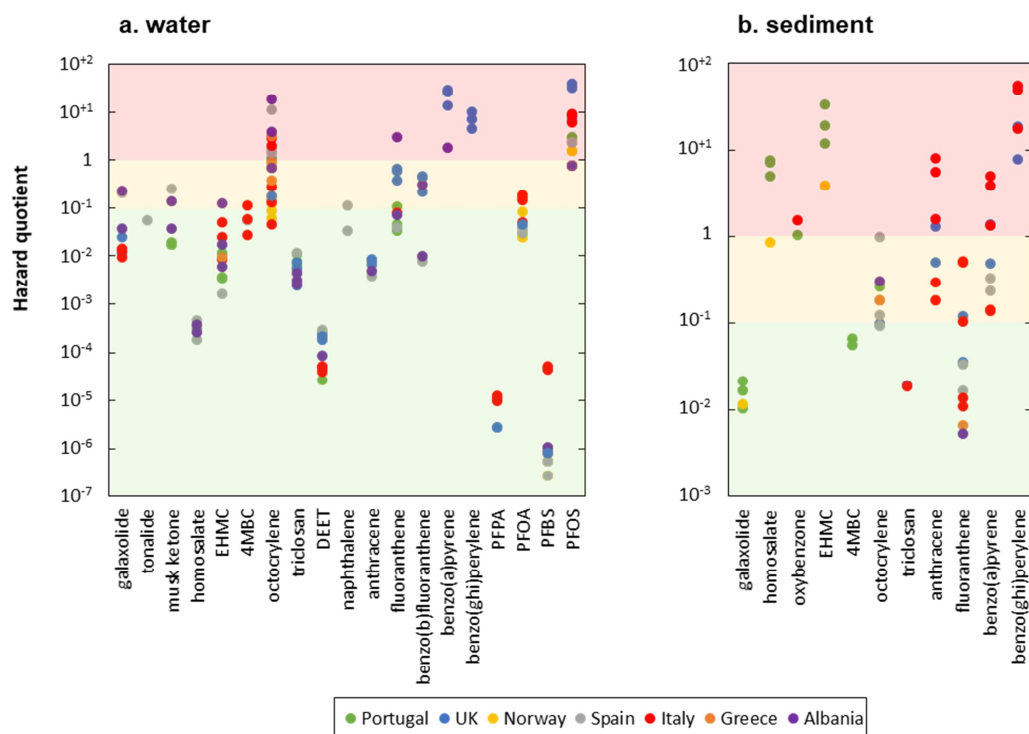 a. water
b. sediment
Hazard quotient
10+2
10+1
1
10-1
10-2
10-3
10-4
10-5
10-6
10-7
galaxolide
tonalide
musk ketone
homosalate
EHMC
4MBC
octocrylene
triclosan
DEET
naphthalene
anthracene
fluoranthene
benzo(b)fluoranthene
benzo(a)pyrene
benzo(ghi)perylene
PFPA
PFOA
PFBS
PFOS
10+2
10+1
1
10-1
10-2
10-3
galaxolide
homosalate
oxybenzone
EHMC
4MBC
octocrylene
triclosan
anthracene
fluoranthene
benzo(a)pyrene
benzo(ghi)perylene
Portugal UK Norway Spain Italy Greece Albania